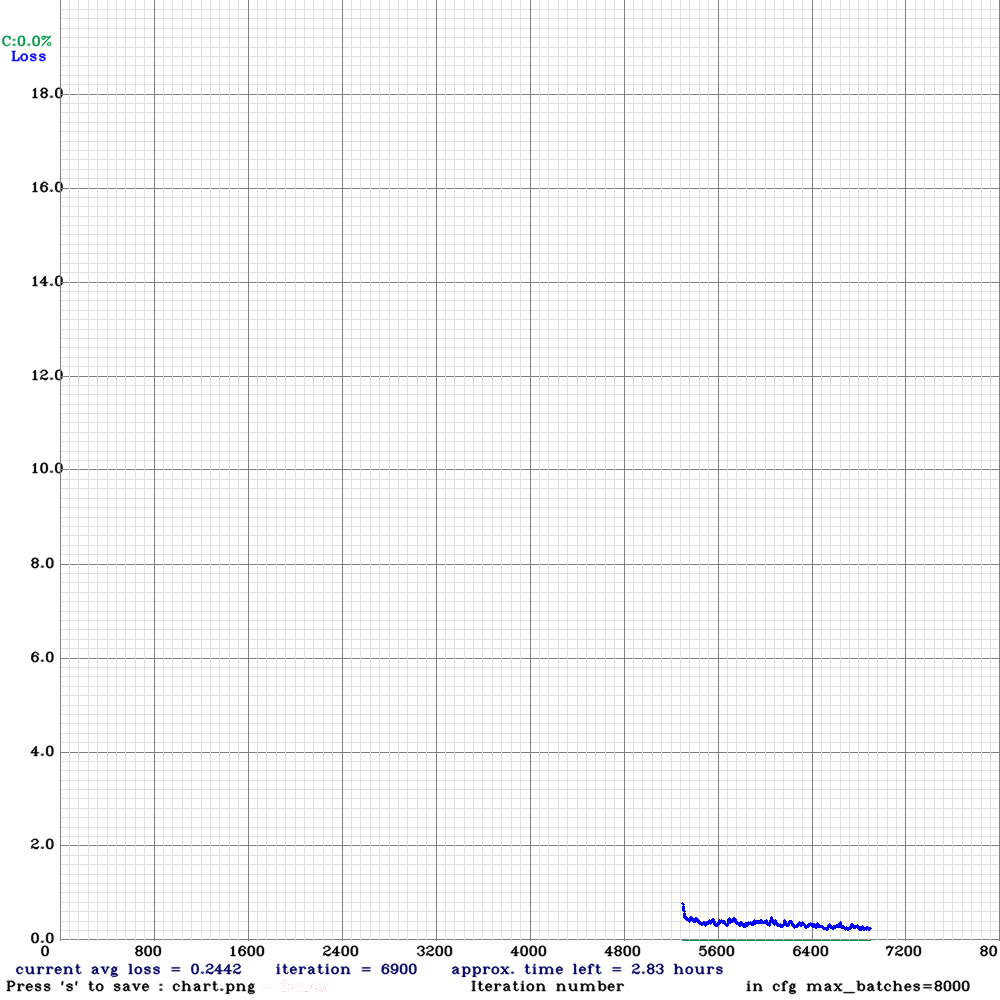 C:0.0%
Loss
18.0
16.0
14.0
12.0
10.0
8.0
6.0
4.0
2.0
0.0
0 800 1600 2400 3200 4000 4800 5600 6400 7200 80
current avg loss = 0.2442 iteration = 6900 approx. time left = 2.83 hours
Press 's' to save : chart.png Iteration number in cfg max_batches=8000